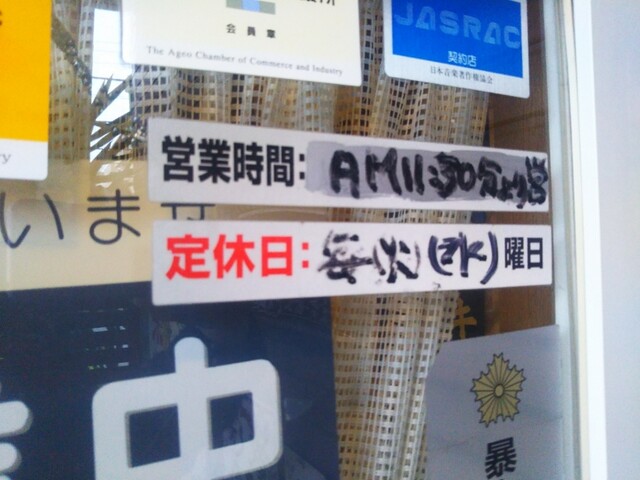 会員章
The Ageo Chamber of Commerce and Industry
JASRAC
契約店
日本音楽著作権協会
営業時間: AM11:30分より営
いませ
定休日: 毎(火)(水)曜日
中
暴